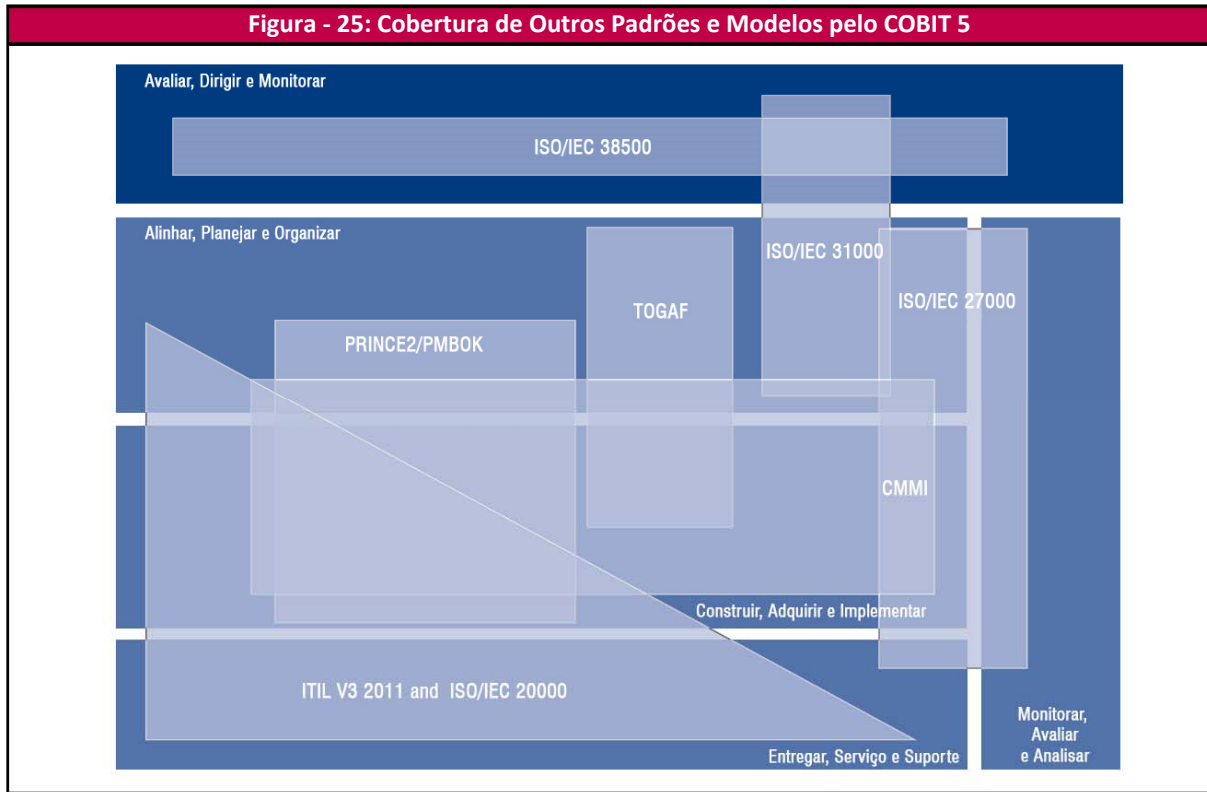 Figura - 25: Cobertura de Outros Padrões e Modelos pelo COBIT 5
Avaliar, Dirigir e Monitorar
ISO/IEC 38500
Alinhar, Planejar e Organizar
ISO/IEC 31000
ISO/IEC 27000
TOGAF
PRINCE2/PMBOK
CMMI
Construir, Adquirir e Implementar
ITIL V3 2011 and ISO/IEC 20000
Entregar, Serviço e Suporte
Monitorar,
Avaliar
e Analisar